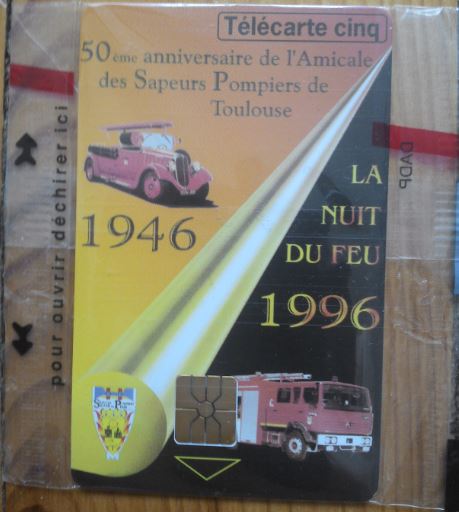 Télécarte cinq
50ème anniversaire de l'Amicale
des Sapeurs Pompiers de
Toulouse
1946
LA
NUIT
DU FEU
1996
pour ouvrir déchirer ici
DADP